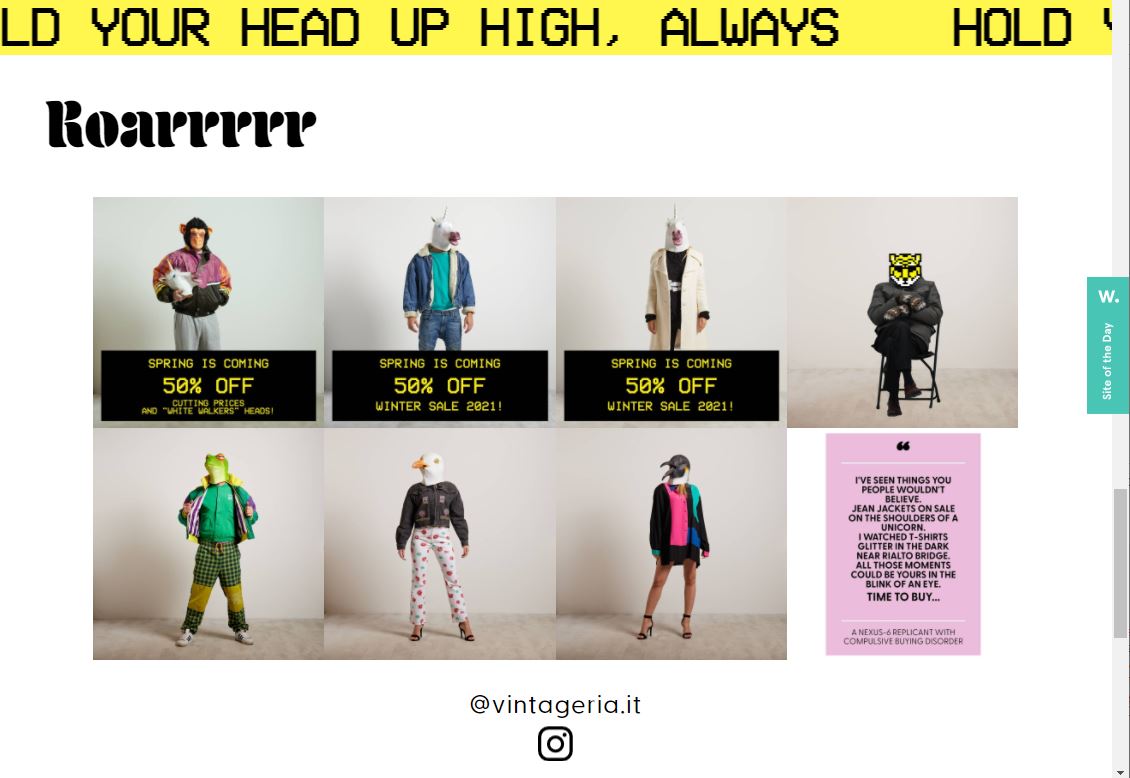 LD YOUR HEAD UP HIGH, ALWAYS HOLD
Roarrrrr
SPRING IS COMING
50% OFF
CUTTING PRICES
AND "WHITE WALKERS" HEADS!
SPRING IS COMING
50% OFF
WINTER SALE 2021!
SPRING IS COMING
50% OFF
WINTER SALE 2021!
W.
Site of the Day
❝
I'VE SEEN THINGS YOU
PEOPLE WOULDN'T
BELIEVE.
JEAN JACKETS ON SALE
ON THE SHOULDERS OF A
UNICORN.
I WATCHED T-SHIRTS
GLITTER IN THE DARK
NEAR RIALTO BRIDGE.
ALL THOSE MOMENTS
COULD BE YOURS IN THE
BLINK OF AN EYE.
TIME TO BUY...
A NEXUS-6 REPLICANT WITH
COMPULSIVE BUYING DISORDER
@vintageria.it